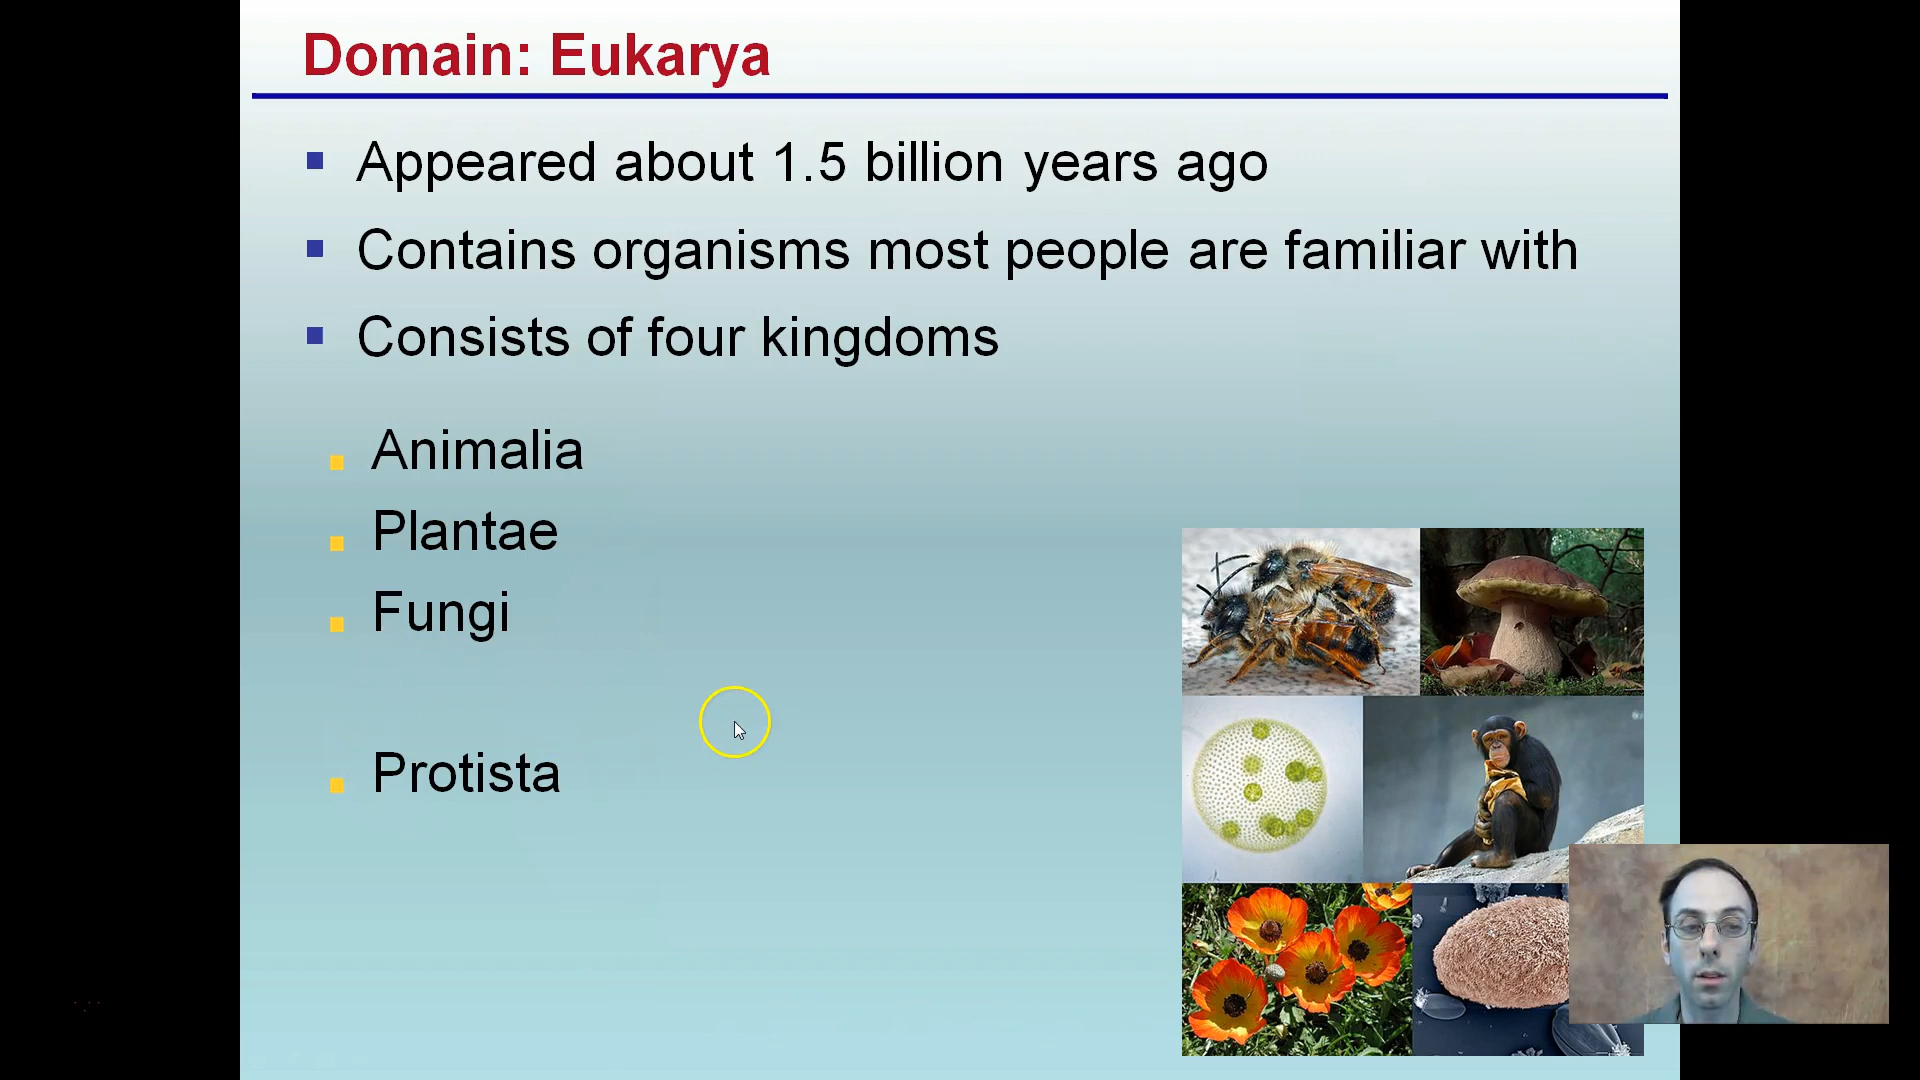 Domain: Eukarya
Appeared about 1.5 billion years ago
Contains organisms most people are familiar with
Consists of four kingdoms
Animalia
Plantae
Fungi
Protista